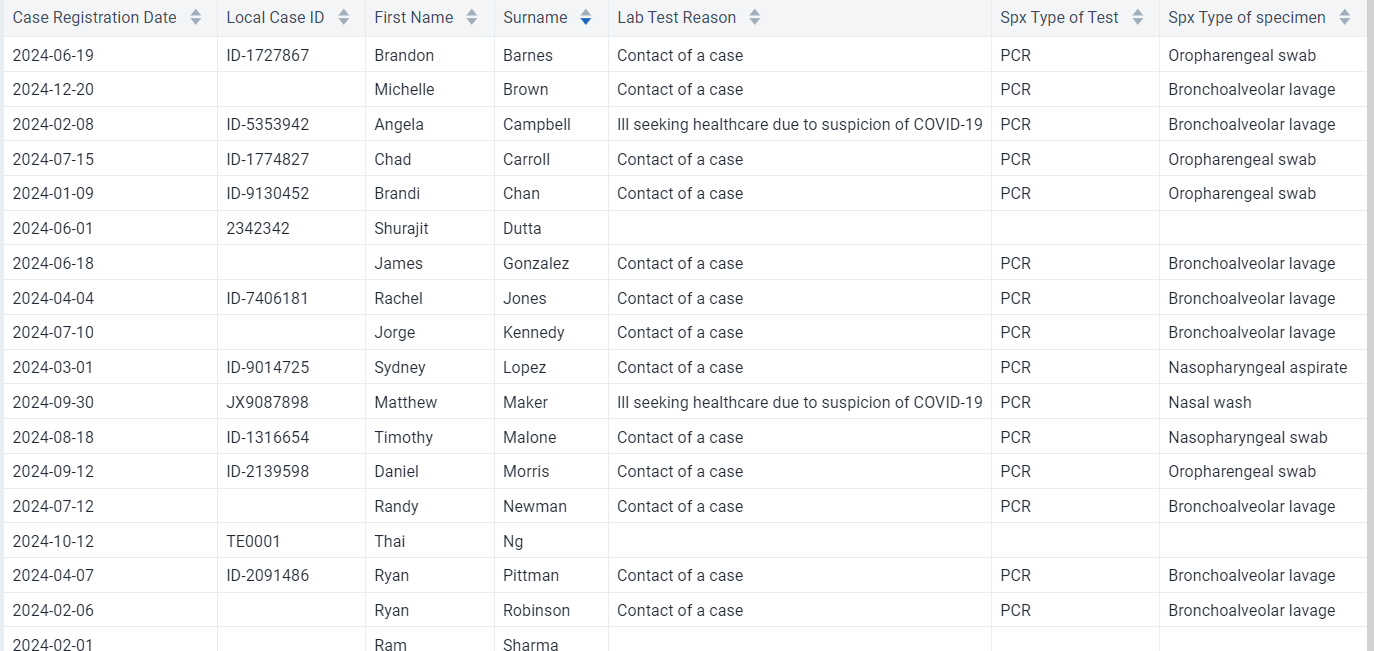 Case Registration Date Local Case ID First Name Surname Lab Test Reason Spx Type of Test Spx Type of specimen
2024-06-19 ID-1727867 Brandon Barnes Contact of a case PCR Oropharengeal swab
2024-12-20 Michelle Brown Contact of a case PCR Bronchoalveolar lavage
2024-02-08 ID-5353942 Angela Campbell Ill seeking healthcare due to suspicion of COVID-19 PCR Bronchoalveolar lavage
2024-07-15 ID-1774827 Chad Carroll Contact of a case PCR Oropharengeal swab
2024-01-09 ID-9130452 Brandi Chan Contact of a case PCR Oropharengeal swab
2024-06-01 2342342 Shurajit Dutta
2024-06-18 James Gonzalez Contact of a case PCR Bronchoalveolar lavage
2024-04-04 ID-7406181 Rachel Jones Contact of a case PCR Bronchoalveolar lavage
2024-07-10 Jorge Kennedy Contact of a case PCR Bronchoalveolar lavage
2024-03-01 ID-9014725 Sydney Lopez Contact of a case PCR Nasopharyngeal aspirate
2024-09-30 JX9087898 Matthew Maker Ill seeking healthcare due to suspicion of COVID-19 PCR Nasal wash
2024-08-18 ID-1316654 Timothy Malone Contact of a case PCR Nasopharyngeal swab
2024-09-12 ID-2139598 Daniel Morris Contact of a case PCR Oropharengeal swab
2024-07-12 Randy Newman Contact of a case PCR Bronchoalveolar lavage
2024-10-12 TE0001 Thai Ng
2024-04-07 ID-2091486 Ryan Pittman Contact of a case PCR Bronchoalveolar lavage
2024-02-06 Ryan Robinson Contact of a case PCR Bronchoalveolar lavage
2024-02-01 Ram Sharma